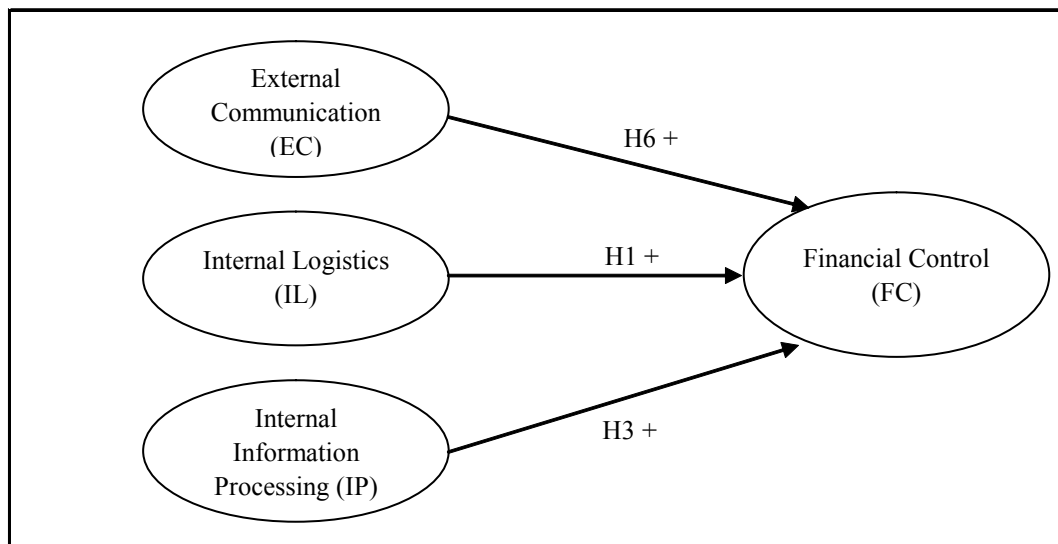 External
Communication
(EC)
H6 +
Internal Logistics
(IL)
H1 +
Financial Control
(FC)
Internal
Information
Processing (IP)
H3 +